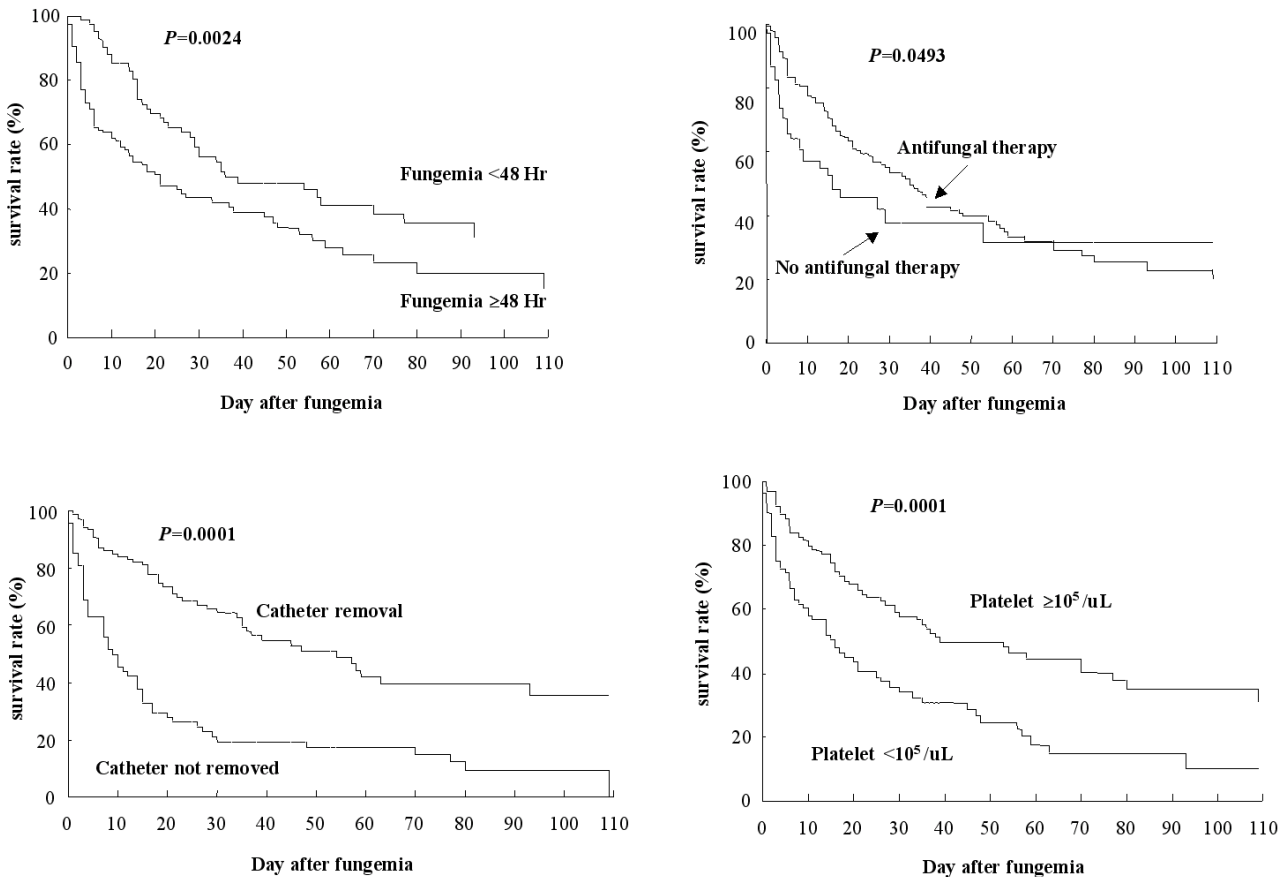 P=0.0024
survival rate (%)
100
80
60
40
20
0
Fungemia <48 Hr
Fungemia ≥48 Hr
0 10 20 30 40 50 60 70 80 90 100 110
Day after fungemia
P=0.0493
survival rate (%)
100
80
60
40
20
0
Antifungal therapy
No antifungal therapy
0 10 20 30 40 50 60 70 80 90 100 110
Day after fungemia
P=0.0001
survival rate (%)
100
80
60
40
20
0
Catheter removal
Catheter not removed
0 10 20 30 40 50 60 70 80 90 100 110
Day after fungemia
P=0.0001
survival rate (%)
100
80
60
40
20
0
Platelet ≥10⁵/uL
Platelet <10⁵/uL
0 10 20 30 40 50 60 70 80 90 100 110
Day after fungemia